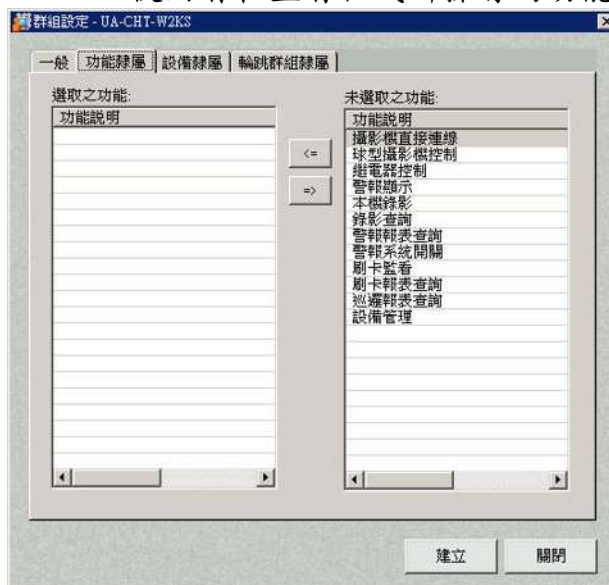 群組設定 - UA-CHT-W2KS
一般 功能隸屬 設備隸屬 輪跳群組隸屬
選取之功能:
功能說明
<=
=>
未選取之功能:
功能說明
攝影機直接連線
球型攝影機控制
繼電器控制
警報顯示
本機錄影
錄影查詢
警報報表查詢
警報系統開關
刷卡監看
刷卡報表查詢
巡邏報表查詢
設備管理
建立 關閉